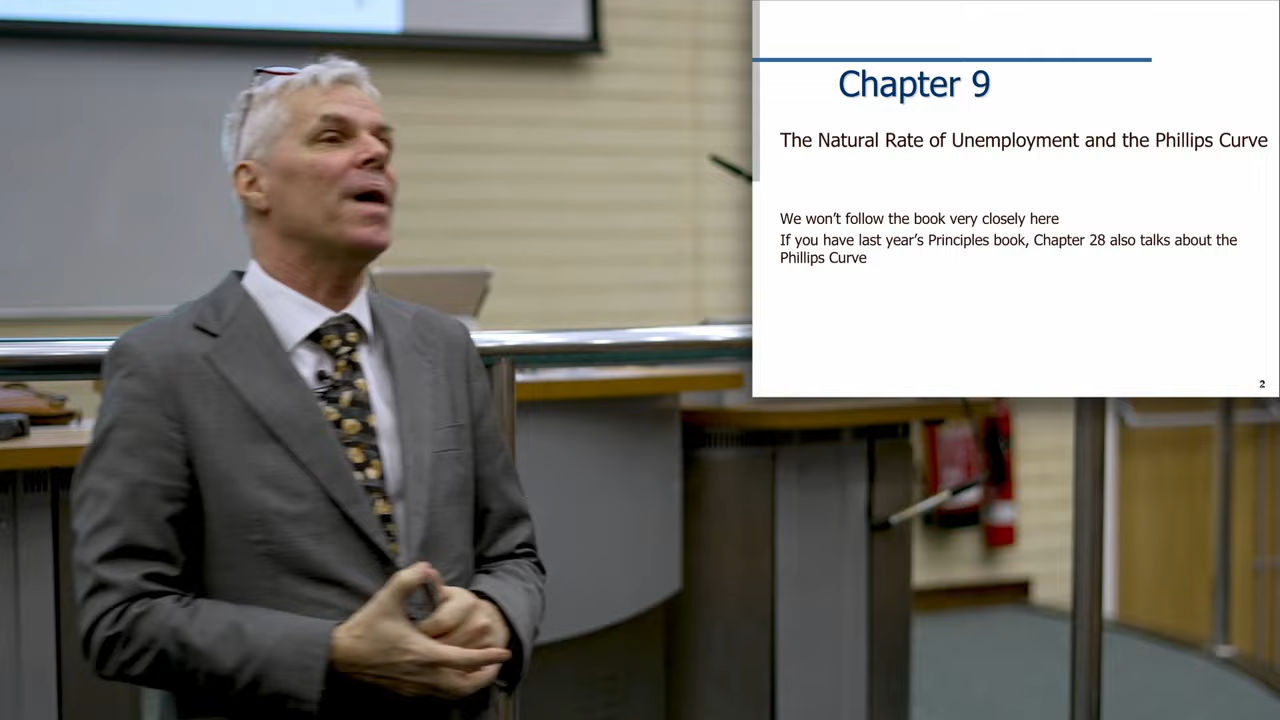 Chapter 9
The Natural Rate of Unemployment and the Phillips Curve
We won’t follow the book very closely here
If you have last year’s Principles book, Chapter 28 also talks about the
Phillips Curve
2